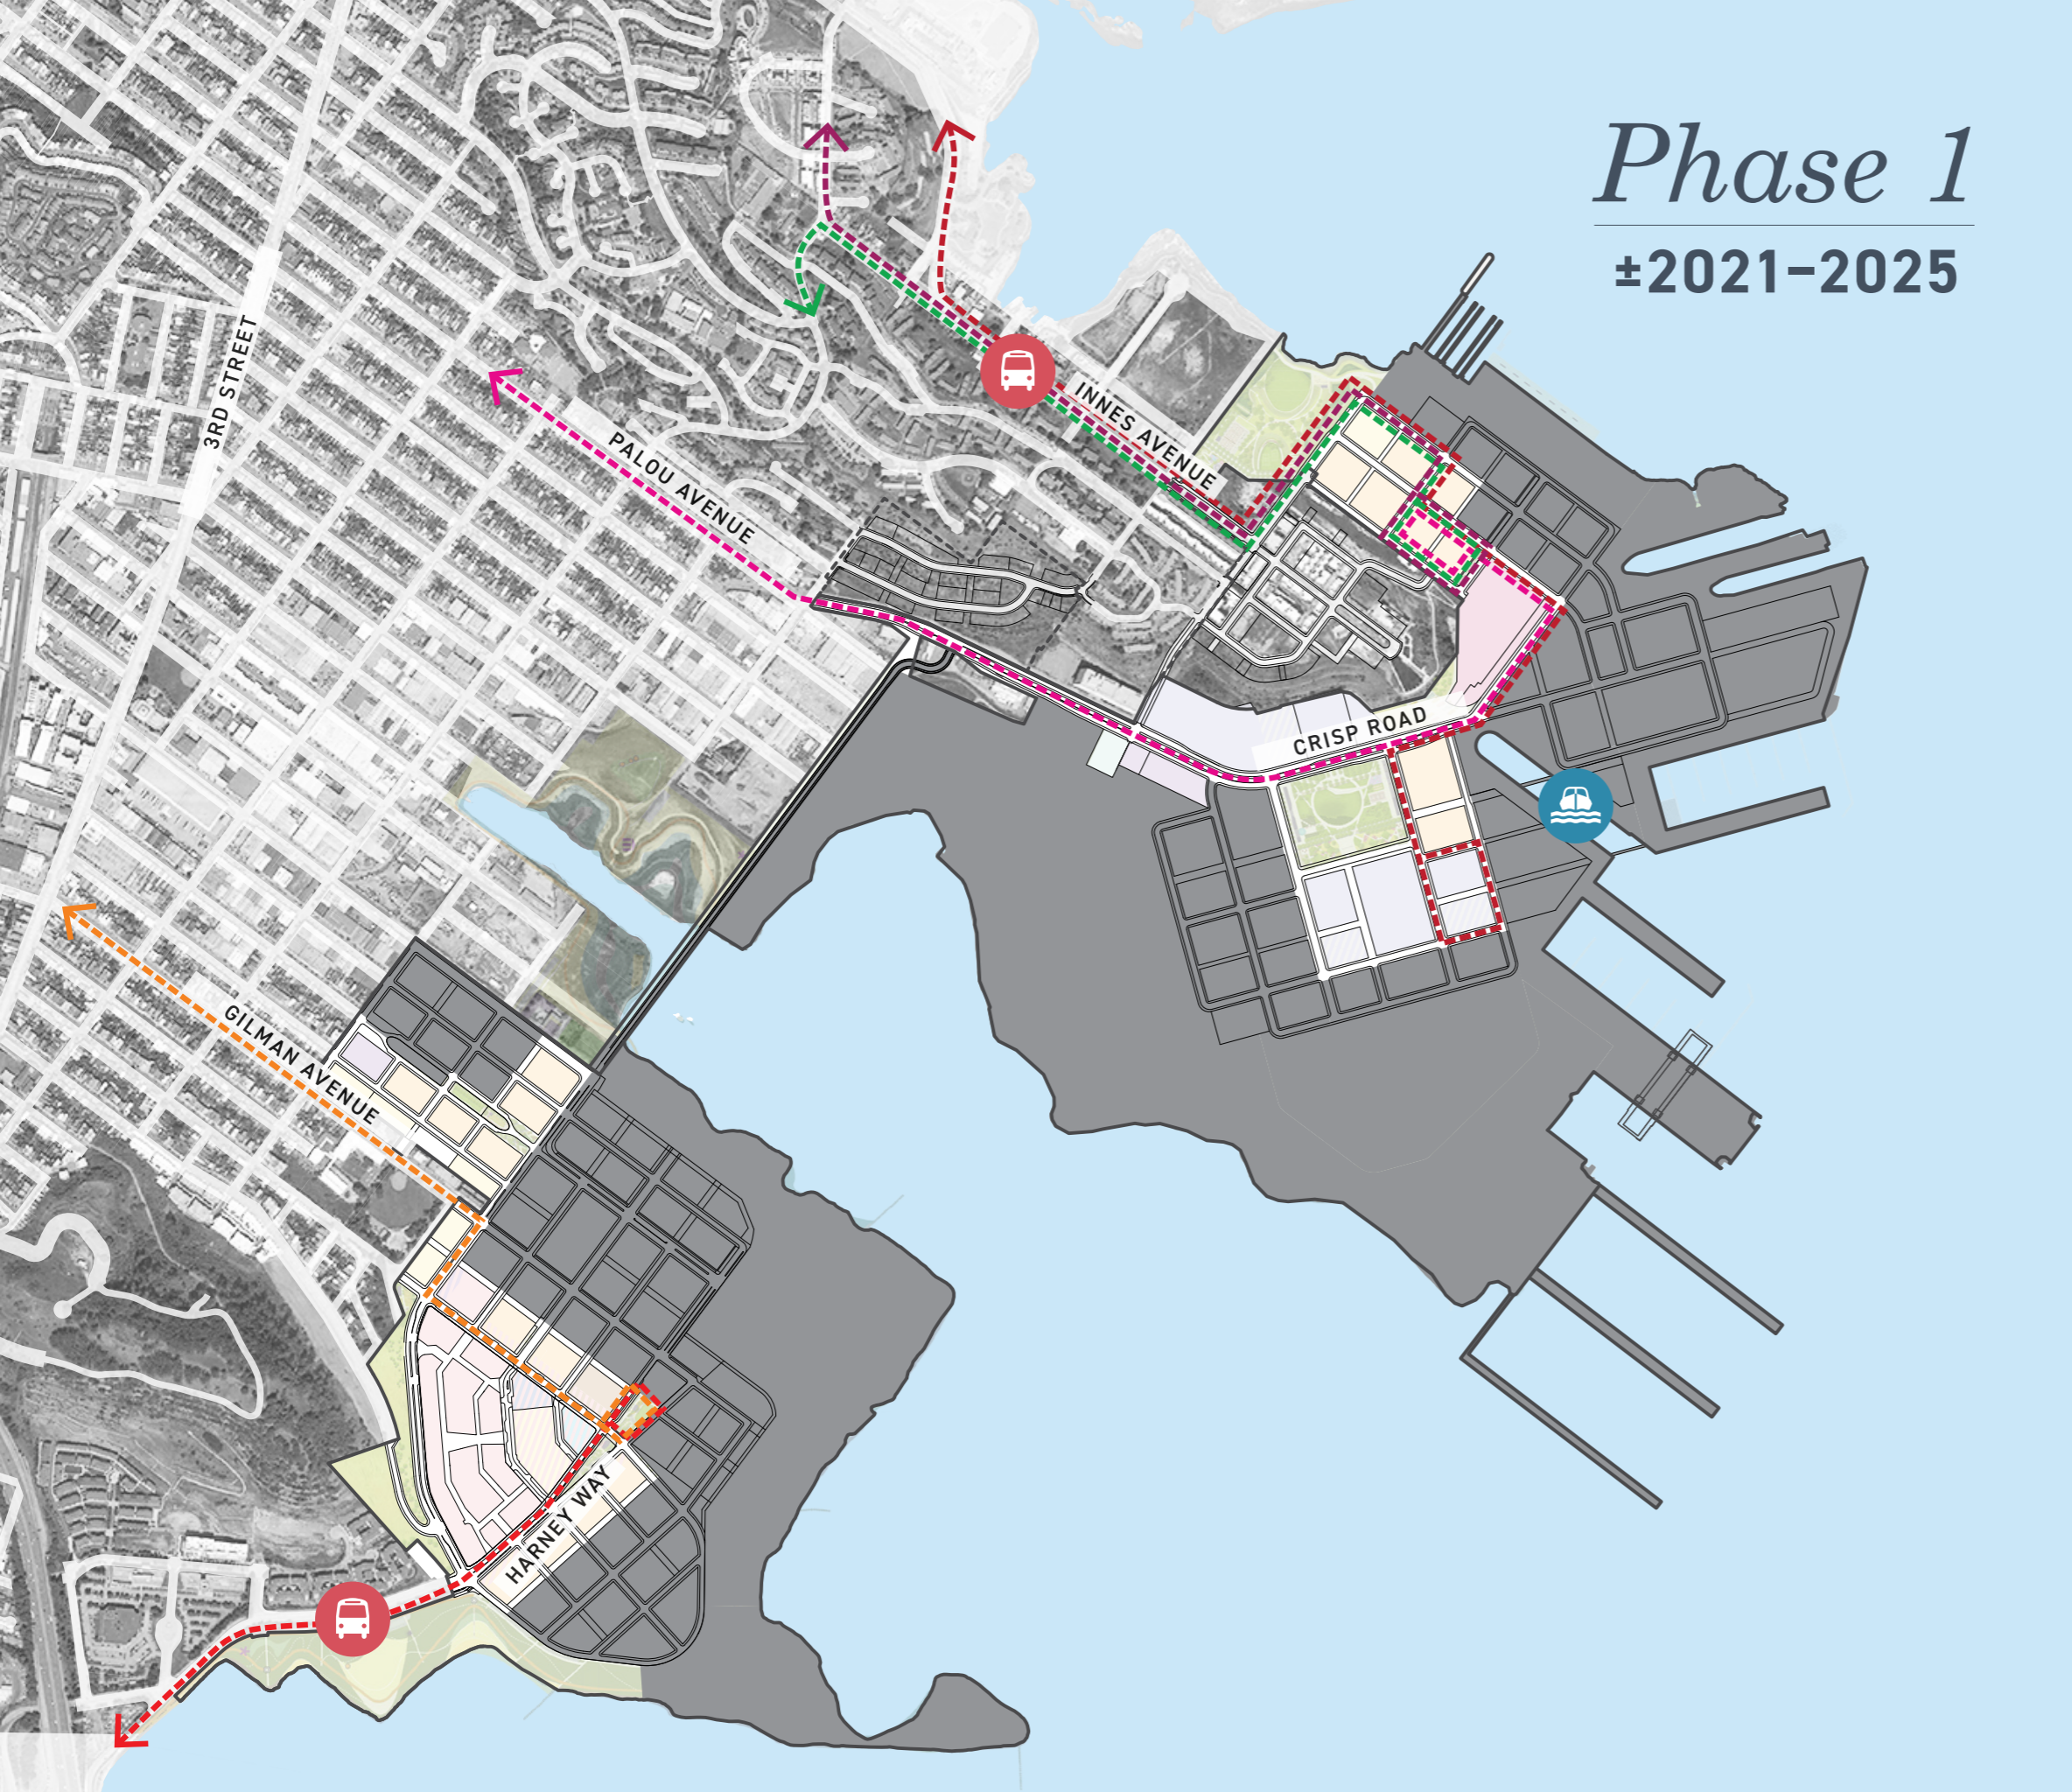 Phase 1
±2021–2025
3RD STREET
INNES AVENUE
PALOU AVENUE
CRISP ROAD
GILMAN AVENUE
HARNEY WAY